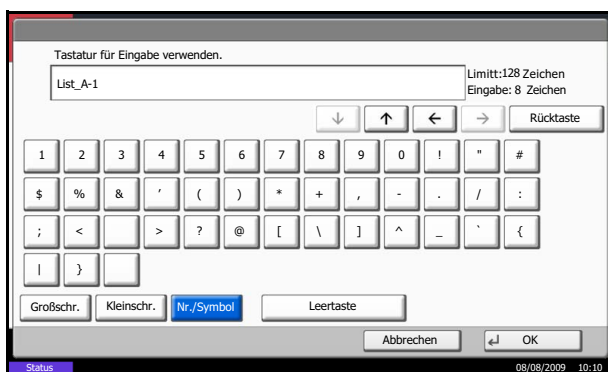 Tastatur für Eingabe verwenden.
List_A-1
Limitt:128 Zeichen
Eingabe: 8 Zeichen
↓ ↑ ← → Rücktaste
1 2 3 4 5 6 7 8 9 0 ! " #
$ % & ' ( ) * + , - . / :
; < > ? @ [ \ ] ^ _ ` {
| }
Großschr. Kleinschr. Nr./Symbol Leertaste
Abbrechen ↵ OK
Status 08/08/2009 10:10